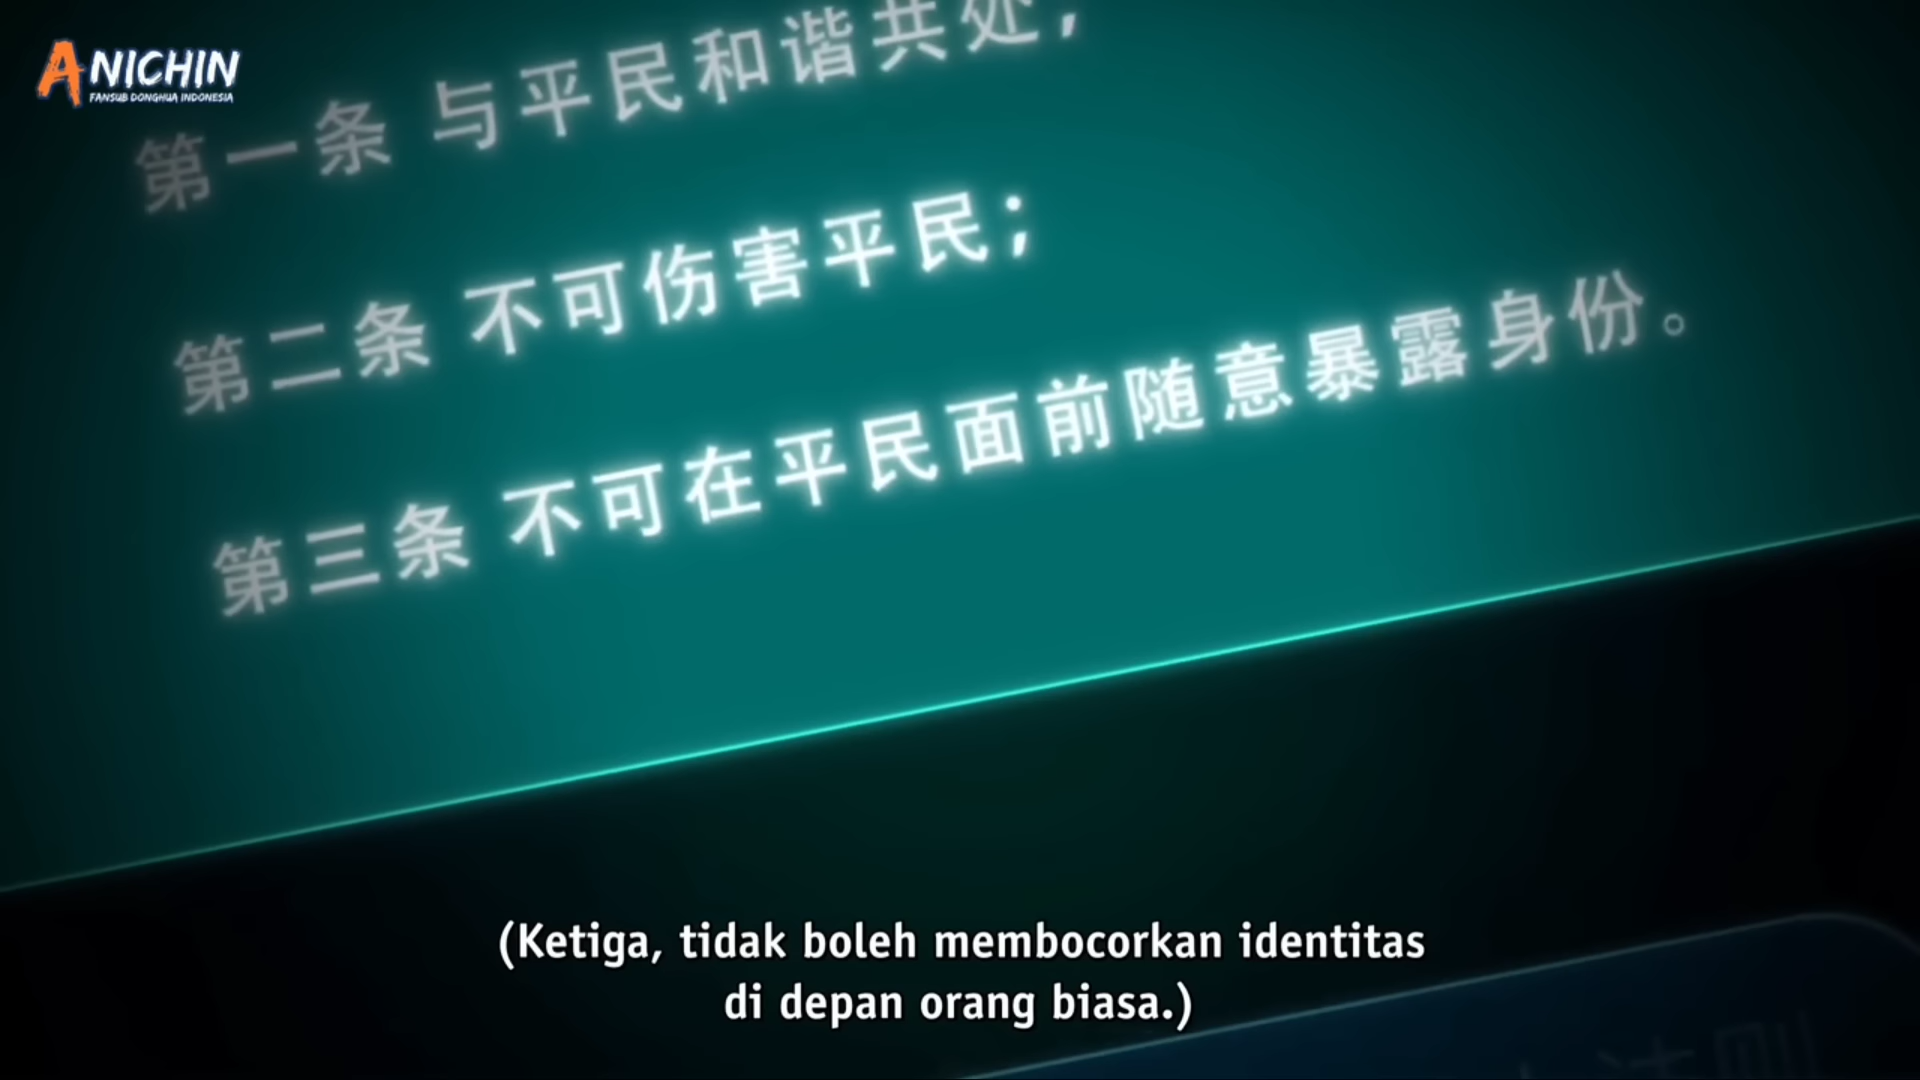 ANICHIN
FANSUB DONGHUA INDONESIA
第一条 与平民和谐共处，
第二条 不可伤害平民；
第三条 不可在平民面前随意暴露身份。
(Ketiga, tidak boleh membocorkan identitas
di depan orang biasa.)